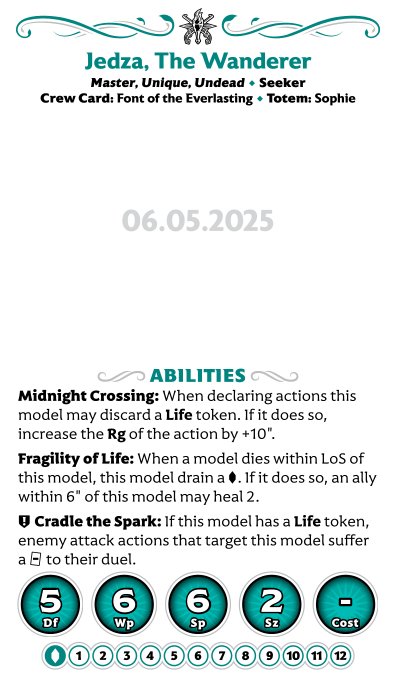 Jedza, The Wanderer
Master, Unique, Undead ⬥ Seeker
Crew Card: Font of the Everlasting ⬥ Totem: Sophie
06.05.2025
ABILITIES
Midnight Crossing: When declaring actions this
model may discard a Life token. If it does so,
increase the Rg of the action by +10".
Fragility of Life: When a model dies within LoS of
this model, this model drain a . If it does so, an ally
within 6" of this model may heal 2.
Cradle the Spark: If this model has a Life token,
enemy attack actions that target this model suffer
a - to their duel.
5 6 6 2 -
Df Wp Sp Sz Cost
1 2 3 4 5 6 7 8 9 10 11 12